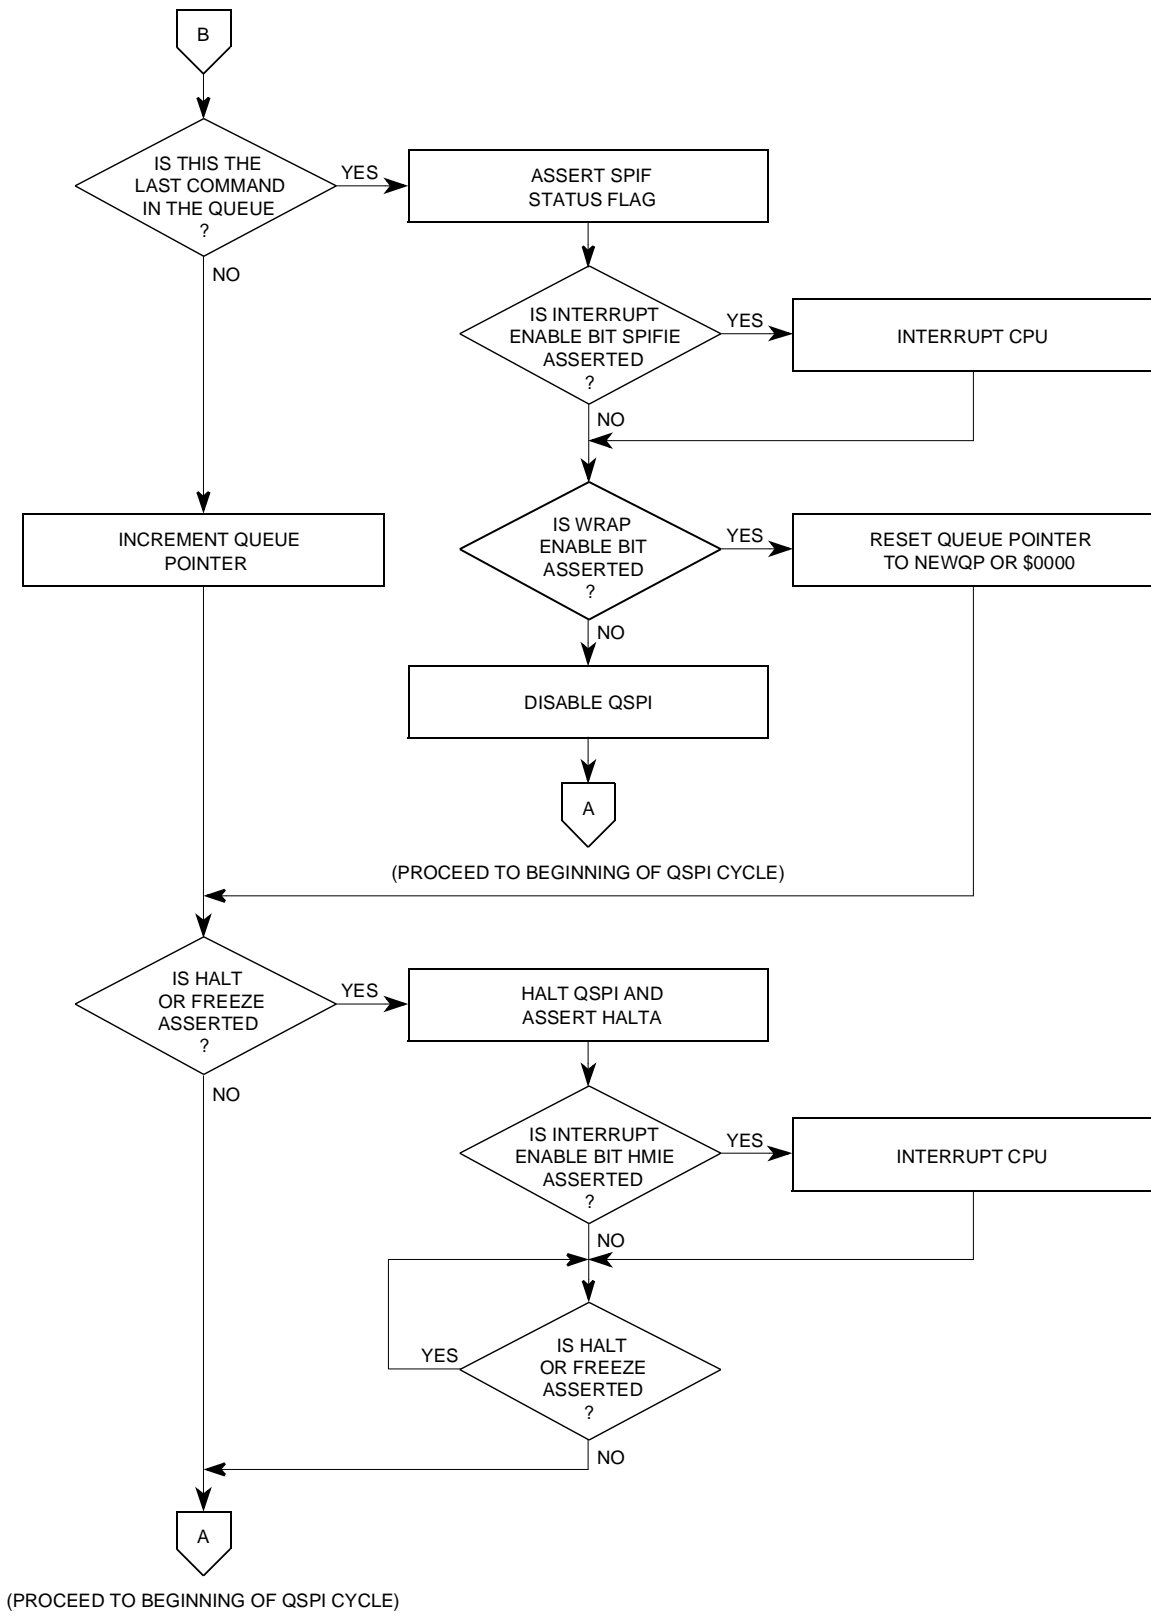 B
IS THIS THE
LAST COMMAND
IN THE QUEUE
?
YES
ASSERT SPIF
STATUS FLAG
NO
IS INTERRUPT
ENABLE BIT SPIFIE
ASSERTED
?
YES
INTERRUPT CPU
NO
INCREMENT QUEUE
POINTER
IS WRAP
ENABLE BIT
ASSERTED
?
YES
RESET QUEUE POINTER
TO NEWQP OR $0000
NO
DISABLE QSPI
A
(PROCEED TO BEGINNING OF QSPI CYCLE)
IS HALT
OR FREEZE
ASSERTED
?
YES
HALT QSPI AND
ASSERT HALTA
NO
IS INTERRUPT
ENABLE BIT HMIE
ASSERTED
?
YES
INTERRUPT CPU
NO
IS HALT
OR FREEZE
ASSERTED
?
YES
NO
A
(PROCEED TO BEGINNING OF QSPI CYCLE)